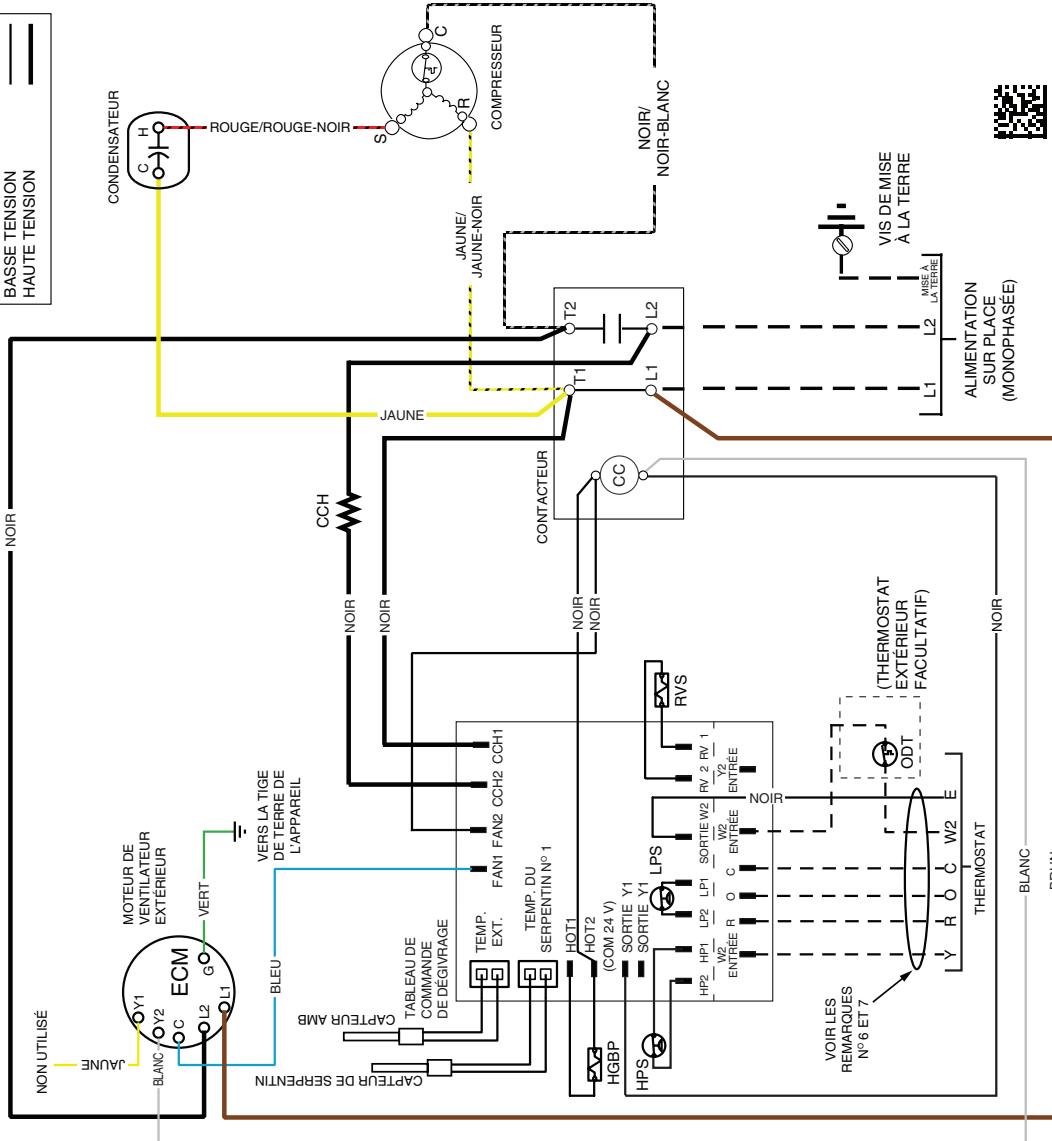 BASSE TENSION
HAUTE TENSION
CONDENSATEUR
C
H
ROUGE/ROUGE-NOIR
S
C
R
COMPRESSEUR
NOIR/
NOIR-BLANC
JAUNE/
JAUNE-NOIR
NOIR
JAUNE
CCH
NOIR
NOIR
T2
T1
L2
L1
CC
CONTACTEUR
VIS DE MISE
À LA TERRE
MISE À
LA TERRE
L2
L1
ALIMENTATION
SUR PLACE
(MONOPHASÉE)
NOIR
NOIR
MOTEUR DE
VENTILATEUR
EXTÉRIEUR
NON UTILISÉ
JAUNE
BLANC
Y1
Y2
C
L2
L1
G
ECM
VERT
BLEU
VERS LA TIGE
DE TERRE DE
L'APPAREIL
FAN1
FAN2
CCH2
CCH1
TEMP.
EXT.
TEMP. DU
SERPENTIN Nº 1
TABLEAU DE
COMMANDE
DE DÉGIVRAGE
CAPTEUR AMB
CAPTEUR DE SERPENTIN
HOT1
HOT2
(COM 24 V)
SORTIE Y1
SORTIE Y1
HGBP
HPS
LPS
RVS
HP2
HP1
LP2
LP1
SORTIE W2
RV 2
RV 1
W2
ENTRÉE
R
O
C
W2
ENTRÉE
Y2
ENTRÉE
NOIR
(THERMOSTAT
EXTÉRIEUR
FACULTATIF)
ODT
VOIR LES
REMARQUES
Nº 6 ET 7
Y
R
O
C
W2
E
THERMOSTAT
NOIR
BLANC